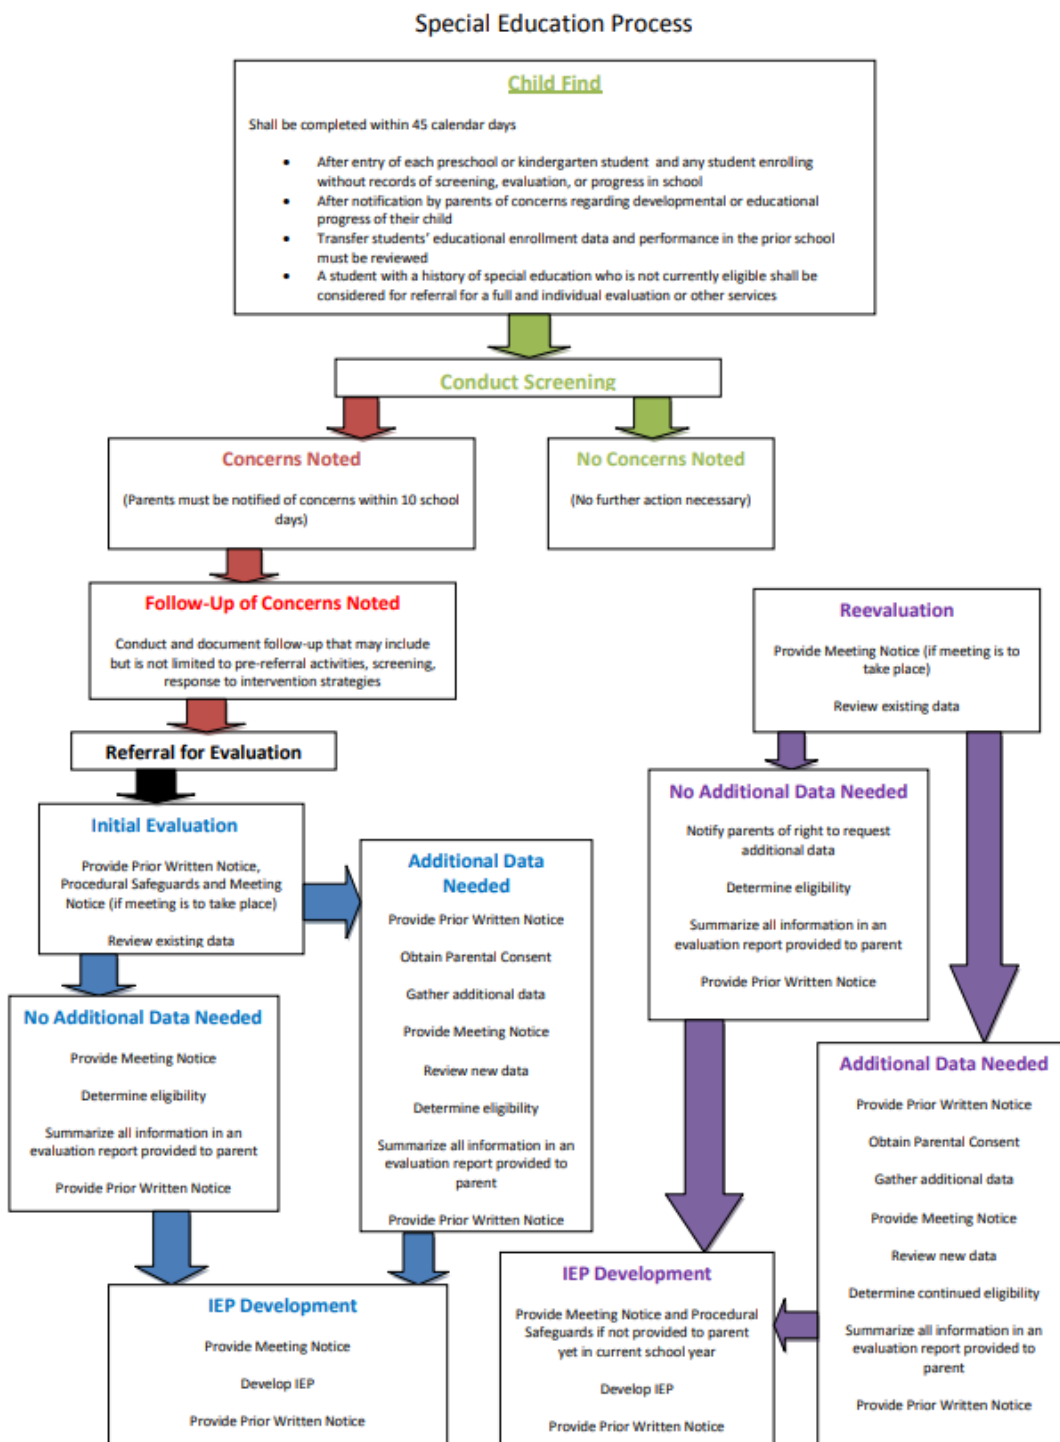 Special Education Process
Child Find
Shall be completed within 45 calendar days
• After entry of each preschool or kindergarten student and any student enrolling
without records of screening, evaluation, or progress in school
• After notification by parents of concerns regarding developmental or educational
progress of their child
• Transfer students' educational enrollment data and performance in the prior school
must be reviewed
• A student with a history of special education who is not currently eligible shall be
considered for referral for a full and individual evaluation or other services
Conduct Screening
Concerns Noted
(Parents must be notified of concerns within 10 school
days)
No Concerns Noted
(No further action necessary)
Follow-Up of Concerns Noted
Conduct and document follow-up that may include
but is not limited to pre-referral activities, screening,
response to intervention strategies
Referral for Evaluation
Initial Evaluation
Provide Prior Written Notice,
Procedural Safeguards and Meeting
Notice (if meeting is to take place)
Review existing data
Additional Data
Needed
Provide Prior Written Notice
Obtain Parental Consent
Gather additional data
Provide Meeting Notice
Review new data
Determine eligibility
Summarize all information in an
evaluation report provided to
parent
Provide Prior Written Notice
No Additional Data Needed
Provide Meeting Notice
Determine eligibility
Summarize all information in an
evaluation report provided to parent
Provide Prior Written Notice
IEP Development
Provide Meeting Notice
Develop IEP
Provide Prior Written Notice
Reevaluation
Provide Meeting Notice (if meeting is to
take place)
Review existing data
No Additional Data Needed
Notify parents of right to request
additional data
Determine eligibility
Summarize all information in an
evaluation report provided to parent
Provide Prior Written Notice
Additional Data Needed
Provide Prior Written Notice
Obtain Parental Consent
Gather additional data
Provide Meeting Notice
Review new data
Determine continued eligibility
Summarize all information in an
evaluation report provided to
parent
Provide Prior Written Notice
IEP Development
Provide Meeting Notice and Procedural
Safeguards if not provided to parent
yet in current school year
Develop IEP
Provide Prior Written Notice